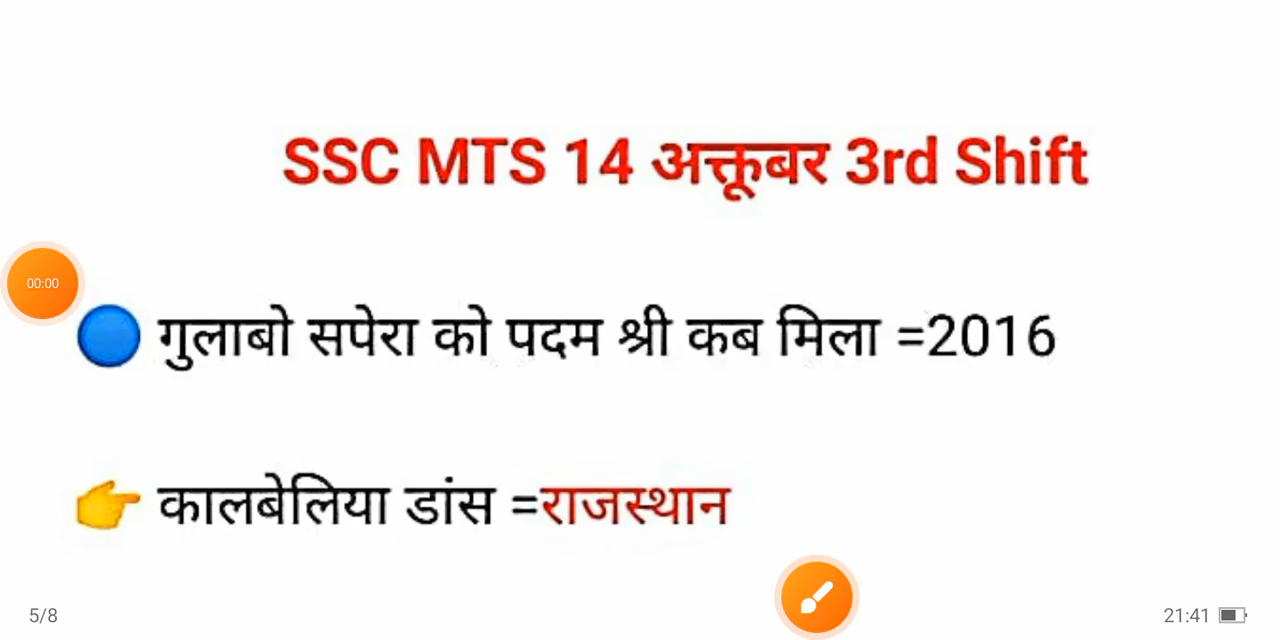 SSC MTS 14 अक्तूबर 3rd Shift
00:00
गुलाबो सपेरा को पदम श्री कब मिला =2016
कालबेलिया डांस =राजस्थान
5/8
21:41